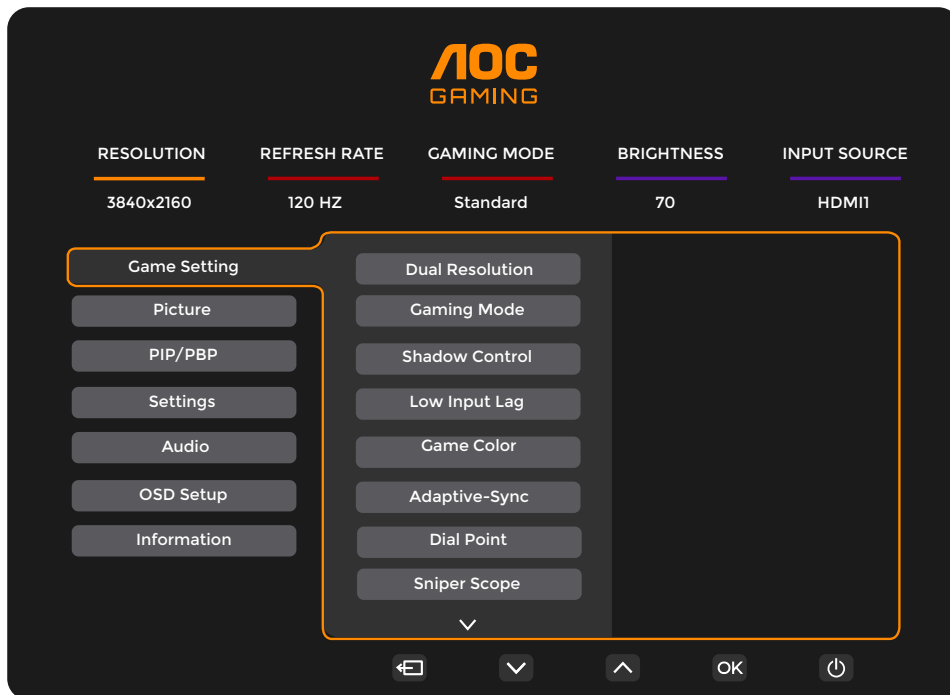 AOC
GAMING
RESOLUTION REFRESH RATE GAMING MODE BRIGHTNESS INPUT SOURCE
3840x2160 120 HZ Standard 70 HDMI1
Game Setting
Picture
PIP/PBP
Settings
Audio
OSD Setup
Information
Dual Resolution
Gaming Mode
Shadow Control
Low Input Lag
Game Color
Adaptive-Sync
Dial Point
Sniper Scope
OK